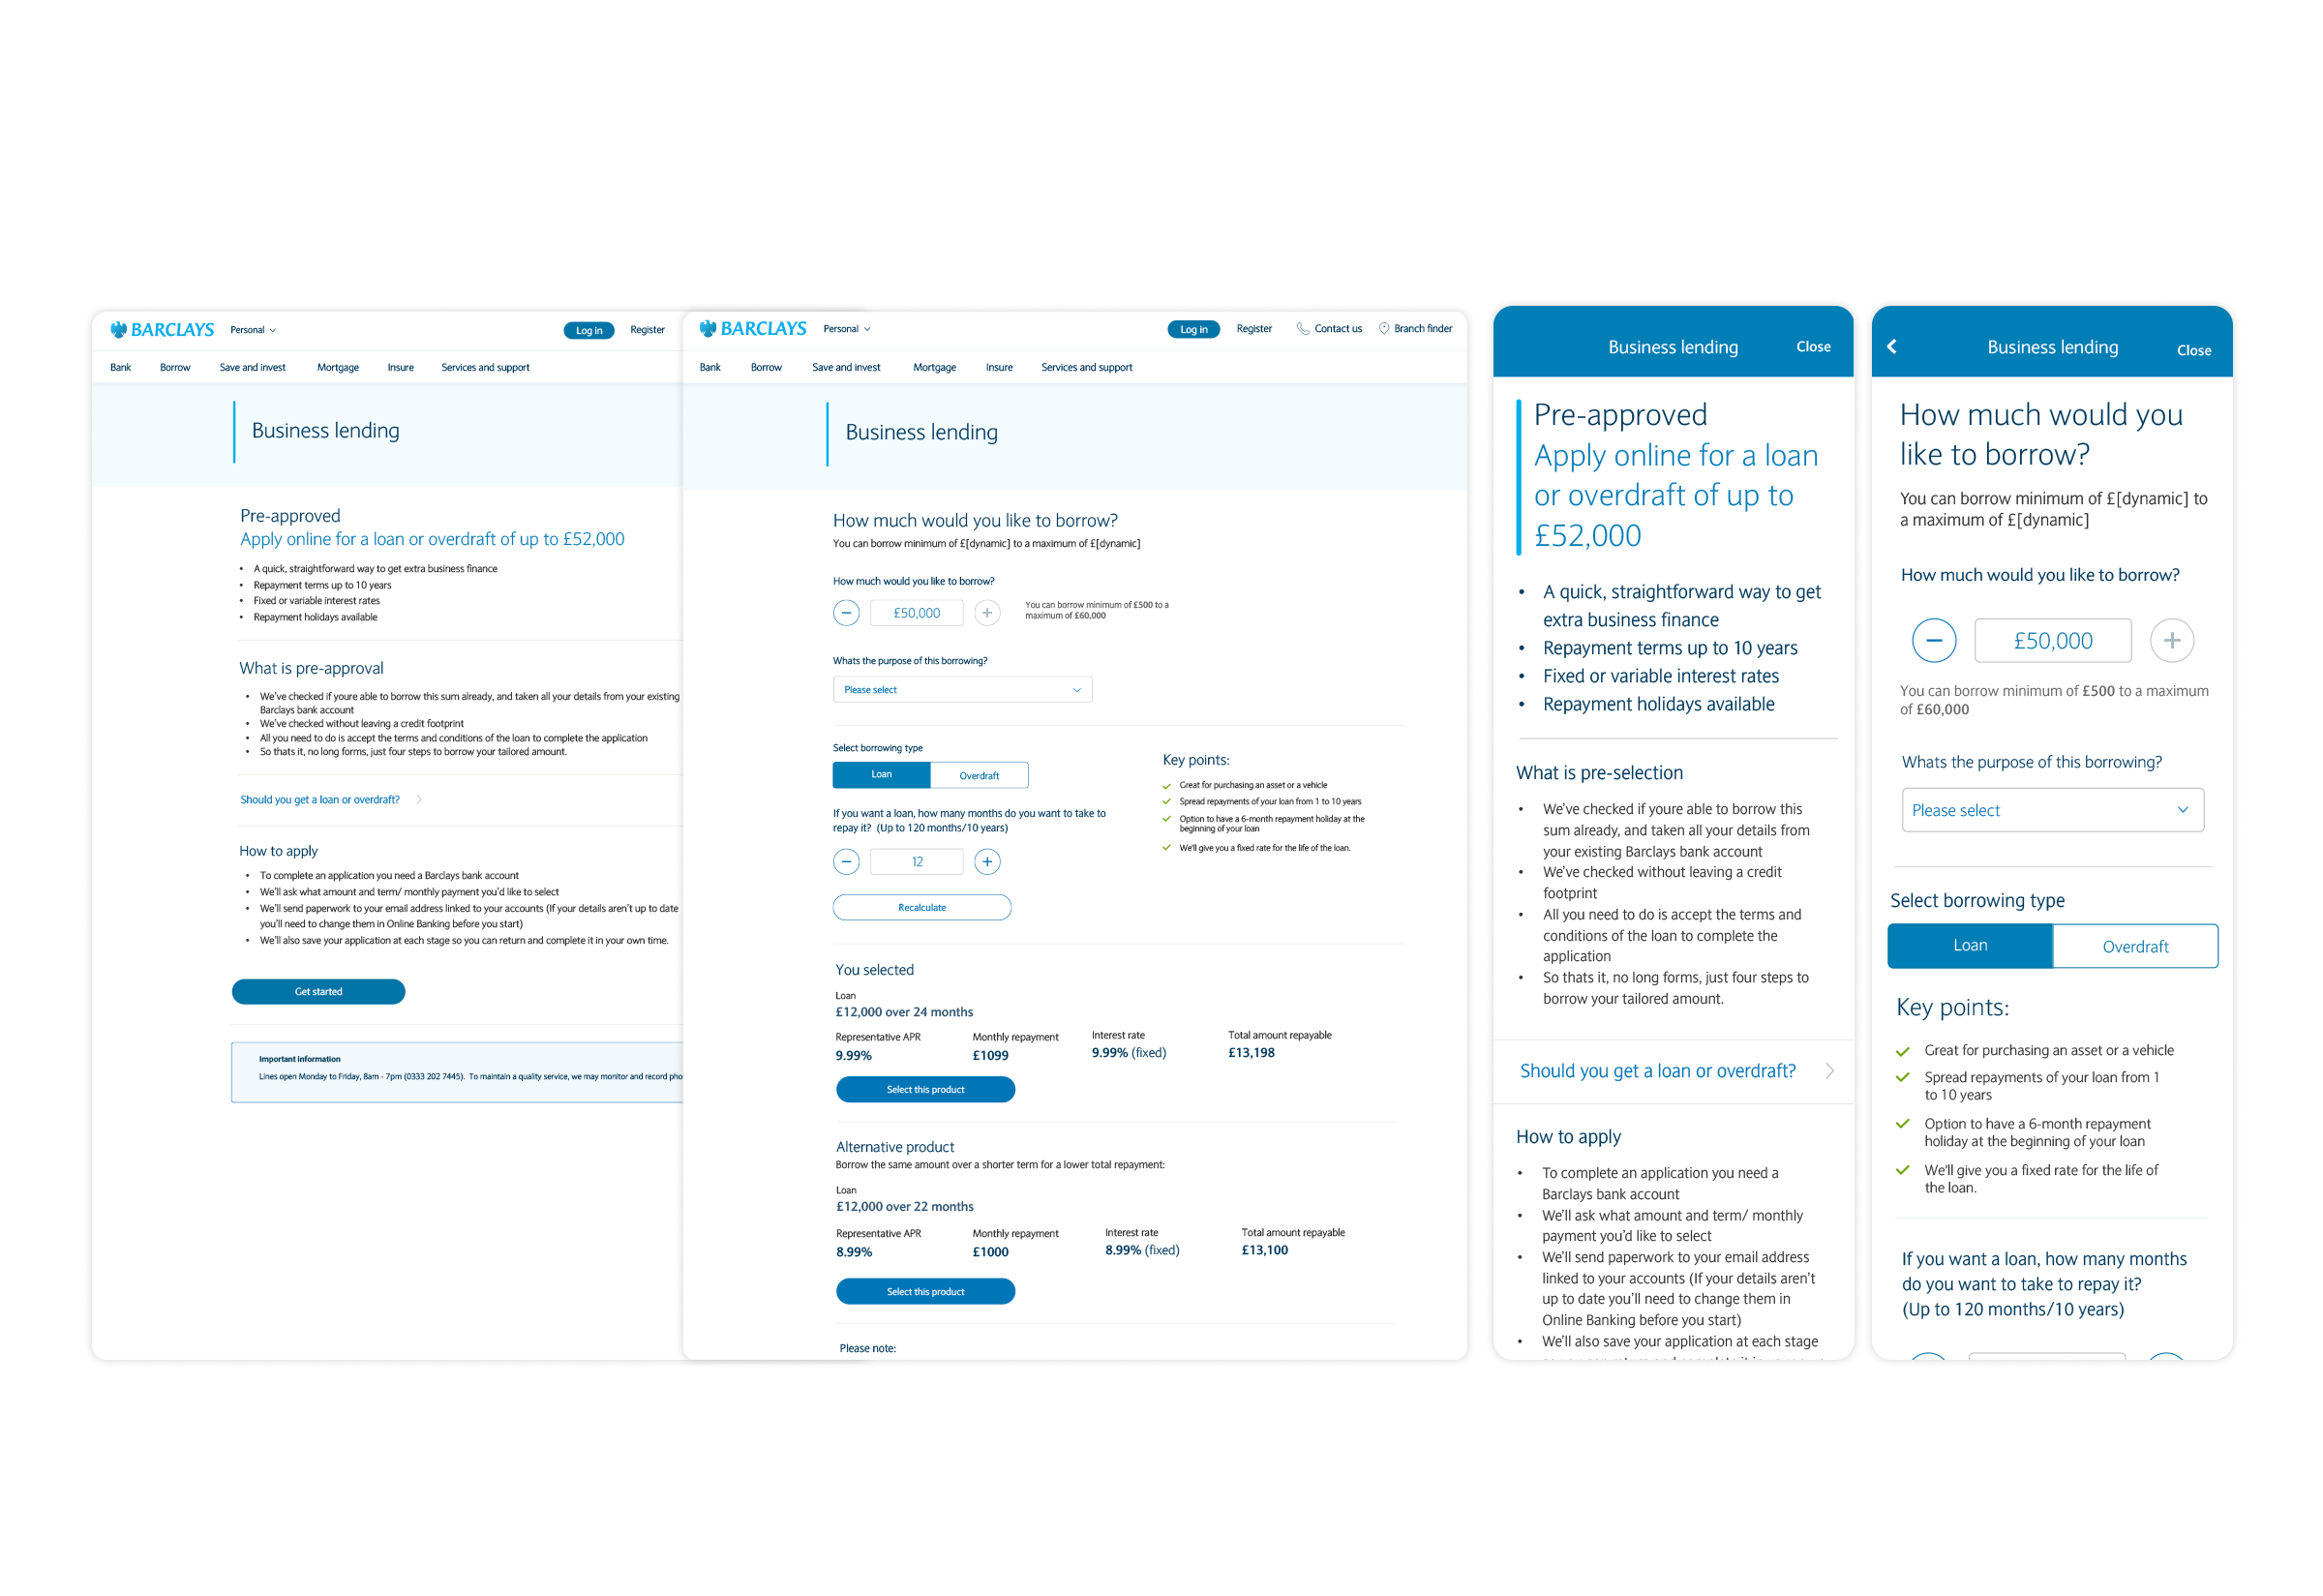 BARCLAYS
Personal
Log in
Register
Bank
Borrow
Save and invest
Mortgage
Insure
Services and support
Business lending
Pre-approved
Apply online for a loan or overdraft of up to £52,000
• A quick, straightforward way to get extra business finance
• Repayment terms up to 10 years
• Fixed or variable interest rates
• Repayment holidays available
What is pre-approval
• We've checked if youre able to borrow this sum already, and taken all your details from your existing
Barclays bank account
• We've checked without leaving a credit footprint
• All you need to do is accept the terms and conditions of the loan to complete the application
• So thats it, no long forms, just four steps to borrow your tailored amount.
Should you get a loan or overdraft?
How to apply
• To complete an application you need a Barclays bank account
• We'll ask what amount and term/ monthly payment you'd like to select
• We'll send paperwork to your email address linked to your accounts (If your details aren't up to date
you'll need to change them in Online Banking before you start)
• We'll also save your application at each stage so you can return and complete it in your own time.
Get started
Important information
Lines open Monday to Friday, 8am - 7pm (0333 202 7445). To maintain a quality service, we may monitor and record pho
BARCLAYS
Personal
Log in
Register
Contact us
Branch finder
Bank
Borrow
Save and invest
Mortgage
Insure
Services and support
Business lending
How much would you like to borrow?
You can borrow minimum of £[dynamic] to a maximum of £[dynamic]
How much would you like to borrow?
£50,000
You can borrow minimum of £500 to a
maximum of £60,000
Whats the purpose of this borrowing?
Please select
Select borrowing type
Loan
Overdraft
If you want a loan, how many months do you want to take to
repay it? (Up to 120 months/10 years)
12
Recalculate
Key points:
Great for purchasing an asset or a vehicle
Spread repayments of your loan from 1 to 10 years
Option to have a 6-month repayment holiday at the
beginning of your loan
We'll give you a fixed rate for the life of the loan.
You selected
Loan
£12,000 over 24 months
Representative APR
9.99%
Monthly repayment
£1099
Interest rate
9.99% (fixed)
Total amount repayable
£13,198
Select this product
Alternative product
Borrow the same amount over a shorter term for a lower total repayment:
Loan
£12,000 over 22 months
Representative APR
8.99%
Monthly repayment
£1000
Interest rate
8.99% (fixed)
Total amount repayable
£13,100
Select this product
Please note:
Business lending
Close
Pre-approved
Apply online for a loan
or overdraft of up to
£52,000
• A quick, straightforward way to get
extra business finance
• Repayment terms up to 10 years
• Fixed or variable interest rates
• Repayment holidays available
What is pre-selection
• We've checked if youre able to borrow this
sum already, and taken all your details from
your existing Barclays bank account
• We've checked without leaving a credit
footprint
• All you need to do is accept the terms and
conditions of the loan to complete the
application
• So thats it, no long forms, just four steps to
borrow your tailored amount.
Should you get a loan or overdraft?
How to apply
• To complete an application you need a
Barclays bank account
• We'll ask what amount and term/ monthly
payment you'd like to select
• We'll send paperwork to your email address
linked to your accounts (If your details aren't
up to date you'll need to change them in
Online Banking before you start)
• We'll also save your application at each stage
Business lending
Close
How much would you
like to borrow?
You can borrow minimum of £[dynamic] to
a maximum of £[dynamic]
How much would you like to borrow?
£50,000
You can borrow minimum of £500 to a maximum
of £60,000
Whats the purpose of this borrowing?
Please select
Select borrowing type
Loan
Overdraft
Key points:
Great for purchasing an asset or a vehicle
Spread repayments of your loan from 1
to 10 years
Option to have a 6-month repayment
holiday at the beginning of your loan
We'll give you a fixed rate for the life of
the loan.
If you want a loan, how many months
do you want to take to repay it?
(Up to 120 months/10 years)